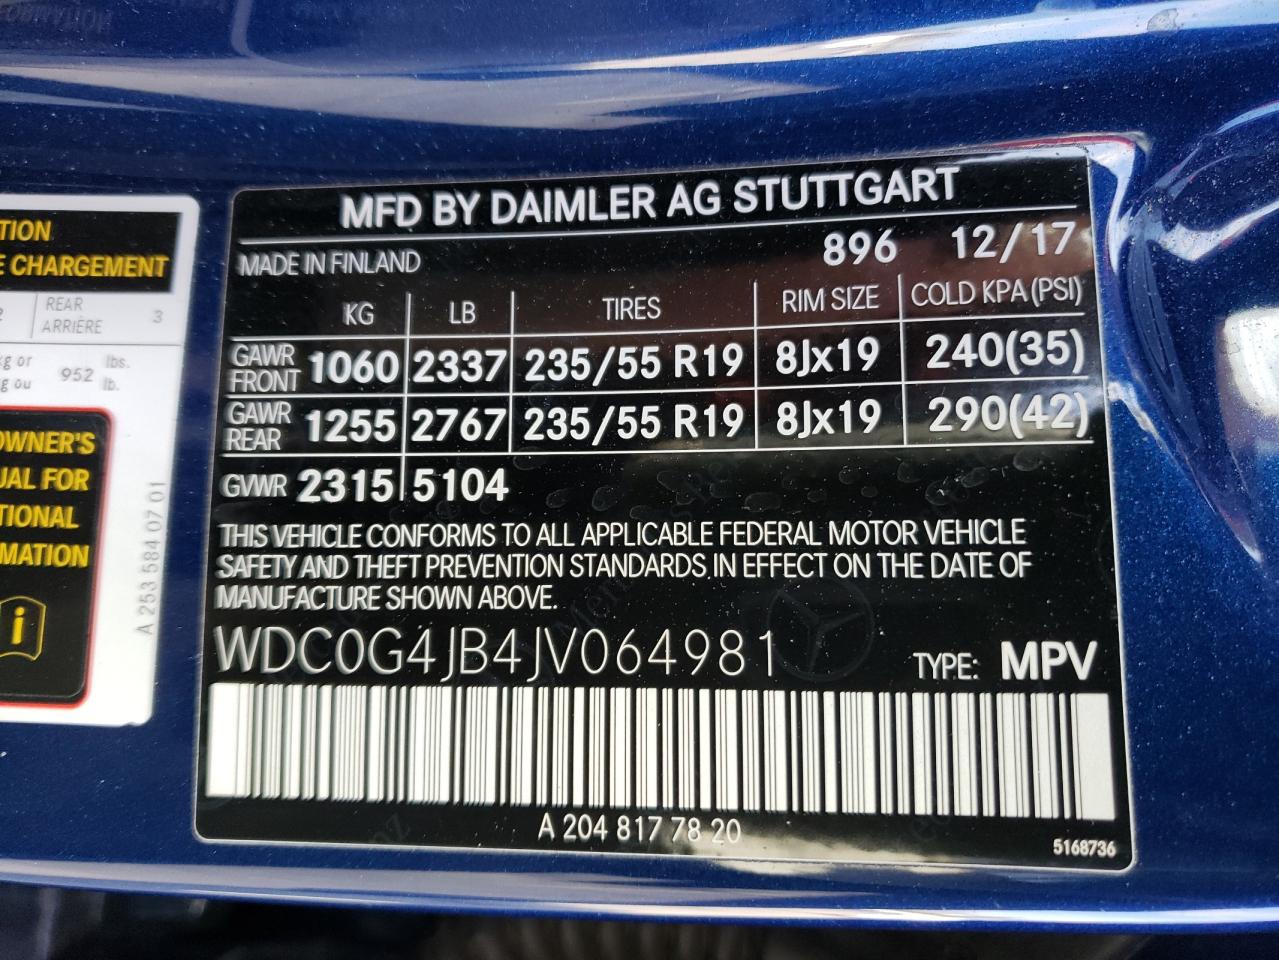 TION
E CHARGEMENT
REAR
ARRIÈRE 3
kg or lbs.
952
g ou lb.
OWNER'S
UAL FOR
TIONAL
MATION
i
A 253 584 07 01
MFD BY DAIMLER AG STUTTGART
MADE IN FINLAND 896 12/17
KG LB TIRES RIM SIZE COLD KPA (PSI)
GAWR FRONT 1060 2337 235/55 R19 8Jx19 240(35)
GAWR REAR 1255 2767 235/55 R19 8Jx19 290(42)
GVWR 2315 5104
THIS VEHICLE CONFORMS TO ALL APPLICABLE FEDERAL MOTOR VEHICLE
SAFETY AND THEFT PREVENTION STANDARDS IN EFFECT ON THE DATE OF
MANUFACTURE SHOWN ABOVE.
WDC0G4JB4JV064981 TYPE: MPV
A 204 817 78 20
5168736